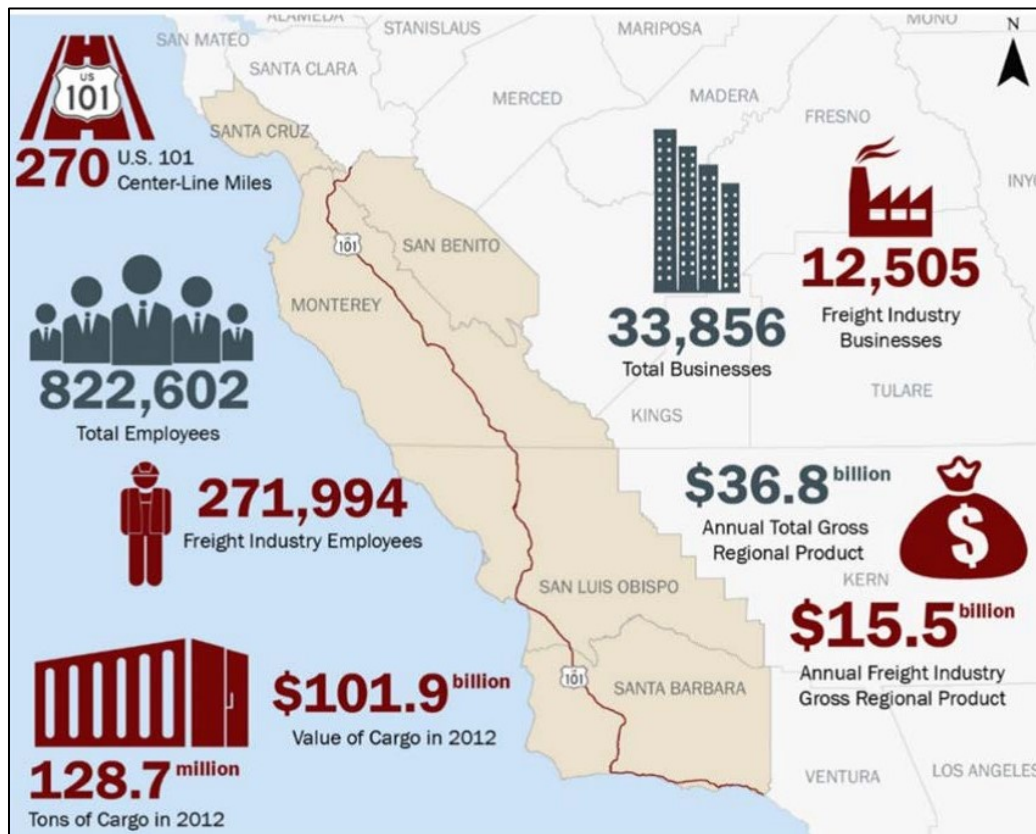 ALAMEDA
SAN MATEO
STANISLAUS
MARIPOSA
MONO
N
SANTA CLARA
MERCED
MADERA
FRESNO
US
101
270
U.S. 101
Center-Line Miles
SANTA CRUZ
SAN BENITO
101
MONTEREY
33,856
Total Businesses
12,505
Freight Industry
Businesses
INYO
822,602
Total Employees
KINGS
TULARE
271,994
Freight Industry Employees
$36.8 billion
Annual Total Gross
Regional Product
$
KERN
SAN LUIS OBISPO
$15.5 billion
Annual Freight Industry
Gross Regional Product
$101.9 billion
Value of Cargo in 2012
101
SANTA BARBARA
128.7 million
Tons of Cargo in 2012
VENTURA
LOS ANGELES